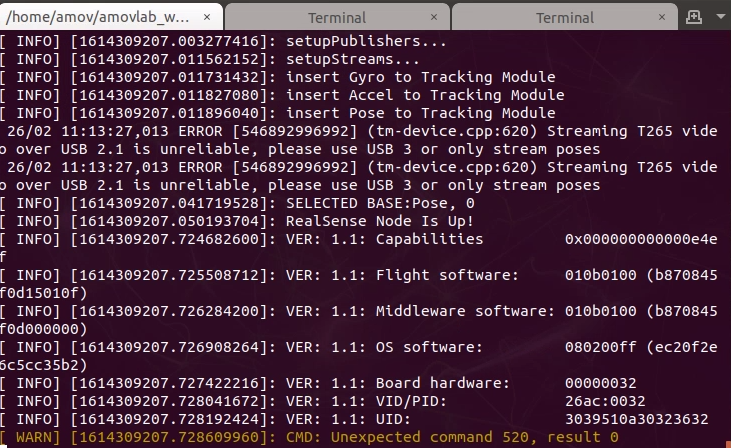 /home/amov/amovlab_w... × Terminal × Terminal ×
[ INFO] [1614309207.003277416]: setupPublishers...
[ INFO] [1614309207.011562152]: setupStreams...
[ INFO] [1614309207.011731432]: insert Gyro to Tracking Module
[ INFO] [1614309207.011827080]: insert Accel to Tracking Module
[ INFO] [1614309207.011896040]: insert Pose to Tracking Module
26/02 11:13:27,013 ERROR [546892996992] (tm-device.cpp:620) Streaming T265 vide
o over USB 2.1 is unreliable, please use USB 3 or only stream poses
26/02 11:13:27,013 ERROR [546892996992] (tm-device.cpp:620) Streaming T265 vide
o over USB 2.1 is unreliable, please use USB 3 or only stream poses
[ INFO] [1614309207.041719528]: SELECTED BASE:Pose, 0
[ INFO] [1614309207.050193704]: RealSense Node Is Up!
[ INFO] [1614309207.724682600]: VER: 1.1: Capabilities 0x000000000000e4e
f
[ INFO] [1614309207.725508712]: VER: 1.1: Flight software: 010b0100 (b870845
f0d15010f)
[ INFO] [1614309207.726284200]: VER: 1.1: Middleware software: 010b0100 (b870845
f0d000000)
[ INFO] [1614309207.726908264]: VER: 1.1: OS software: 080200ff (ec20f2e
6c5cc35b2)
[ INFO] [1614309207.727422216]: VER: 1.1: Board hardware: 00000032
[ INFO] [1614309207.728041672]: VER: 1.1: VID/PID: 26ac:0032
[ INFO] [1614309207.728192424]: VER: 1.1: UID: 3039510a30323632
[ WARN] [1614309207.728609960]: CMD: Unexpected command 520, result 0